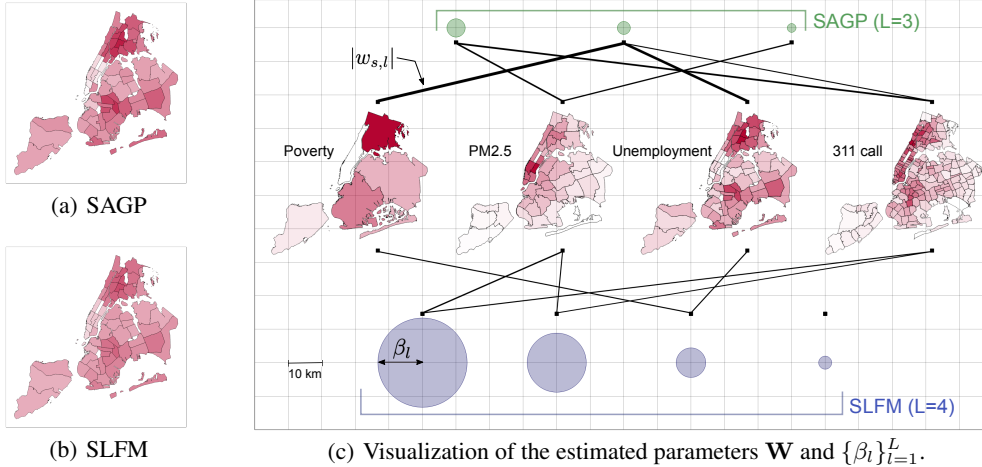 SAGP (L=3)
|w_{s,l}|
Poverty
PM2.5
Unemployment
311 call
(a) SAGP
β_l
10 km
SLFM (L=4)
(b) SLFM
(c) Visualization of the estimated parameters W and {β_l}_{l=1}^{L}.